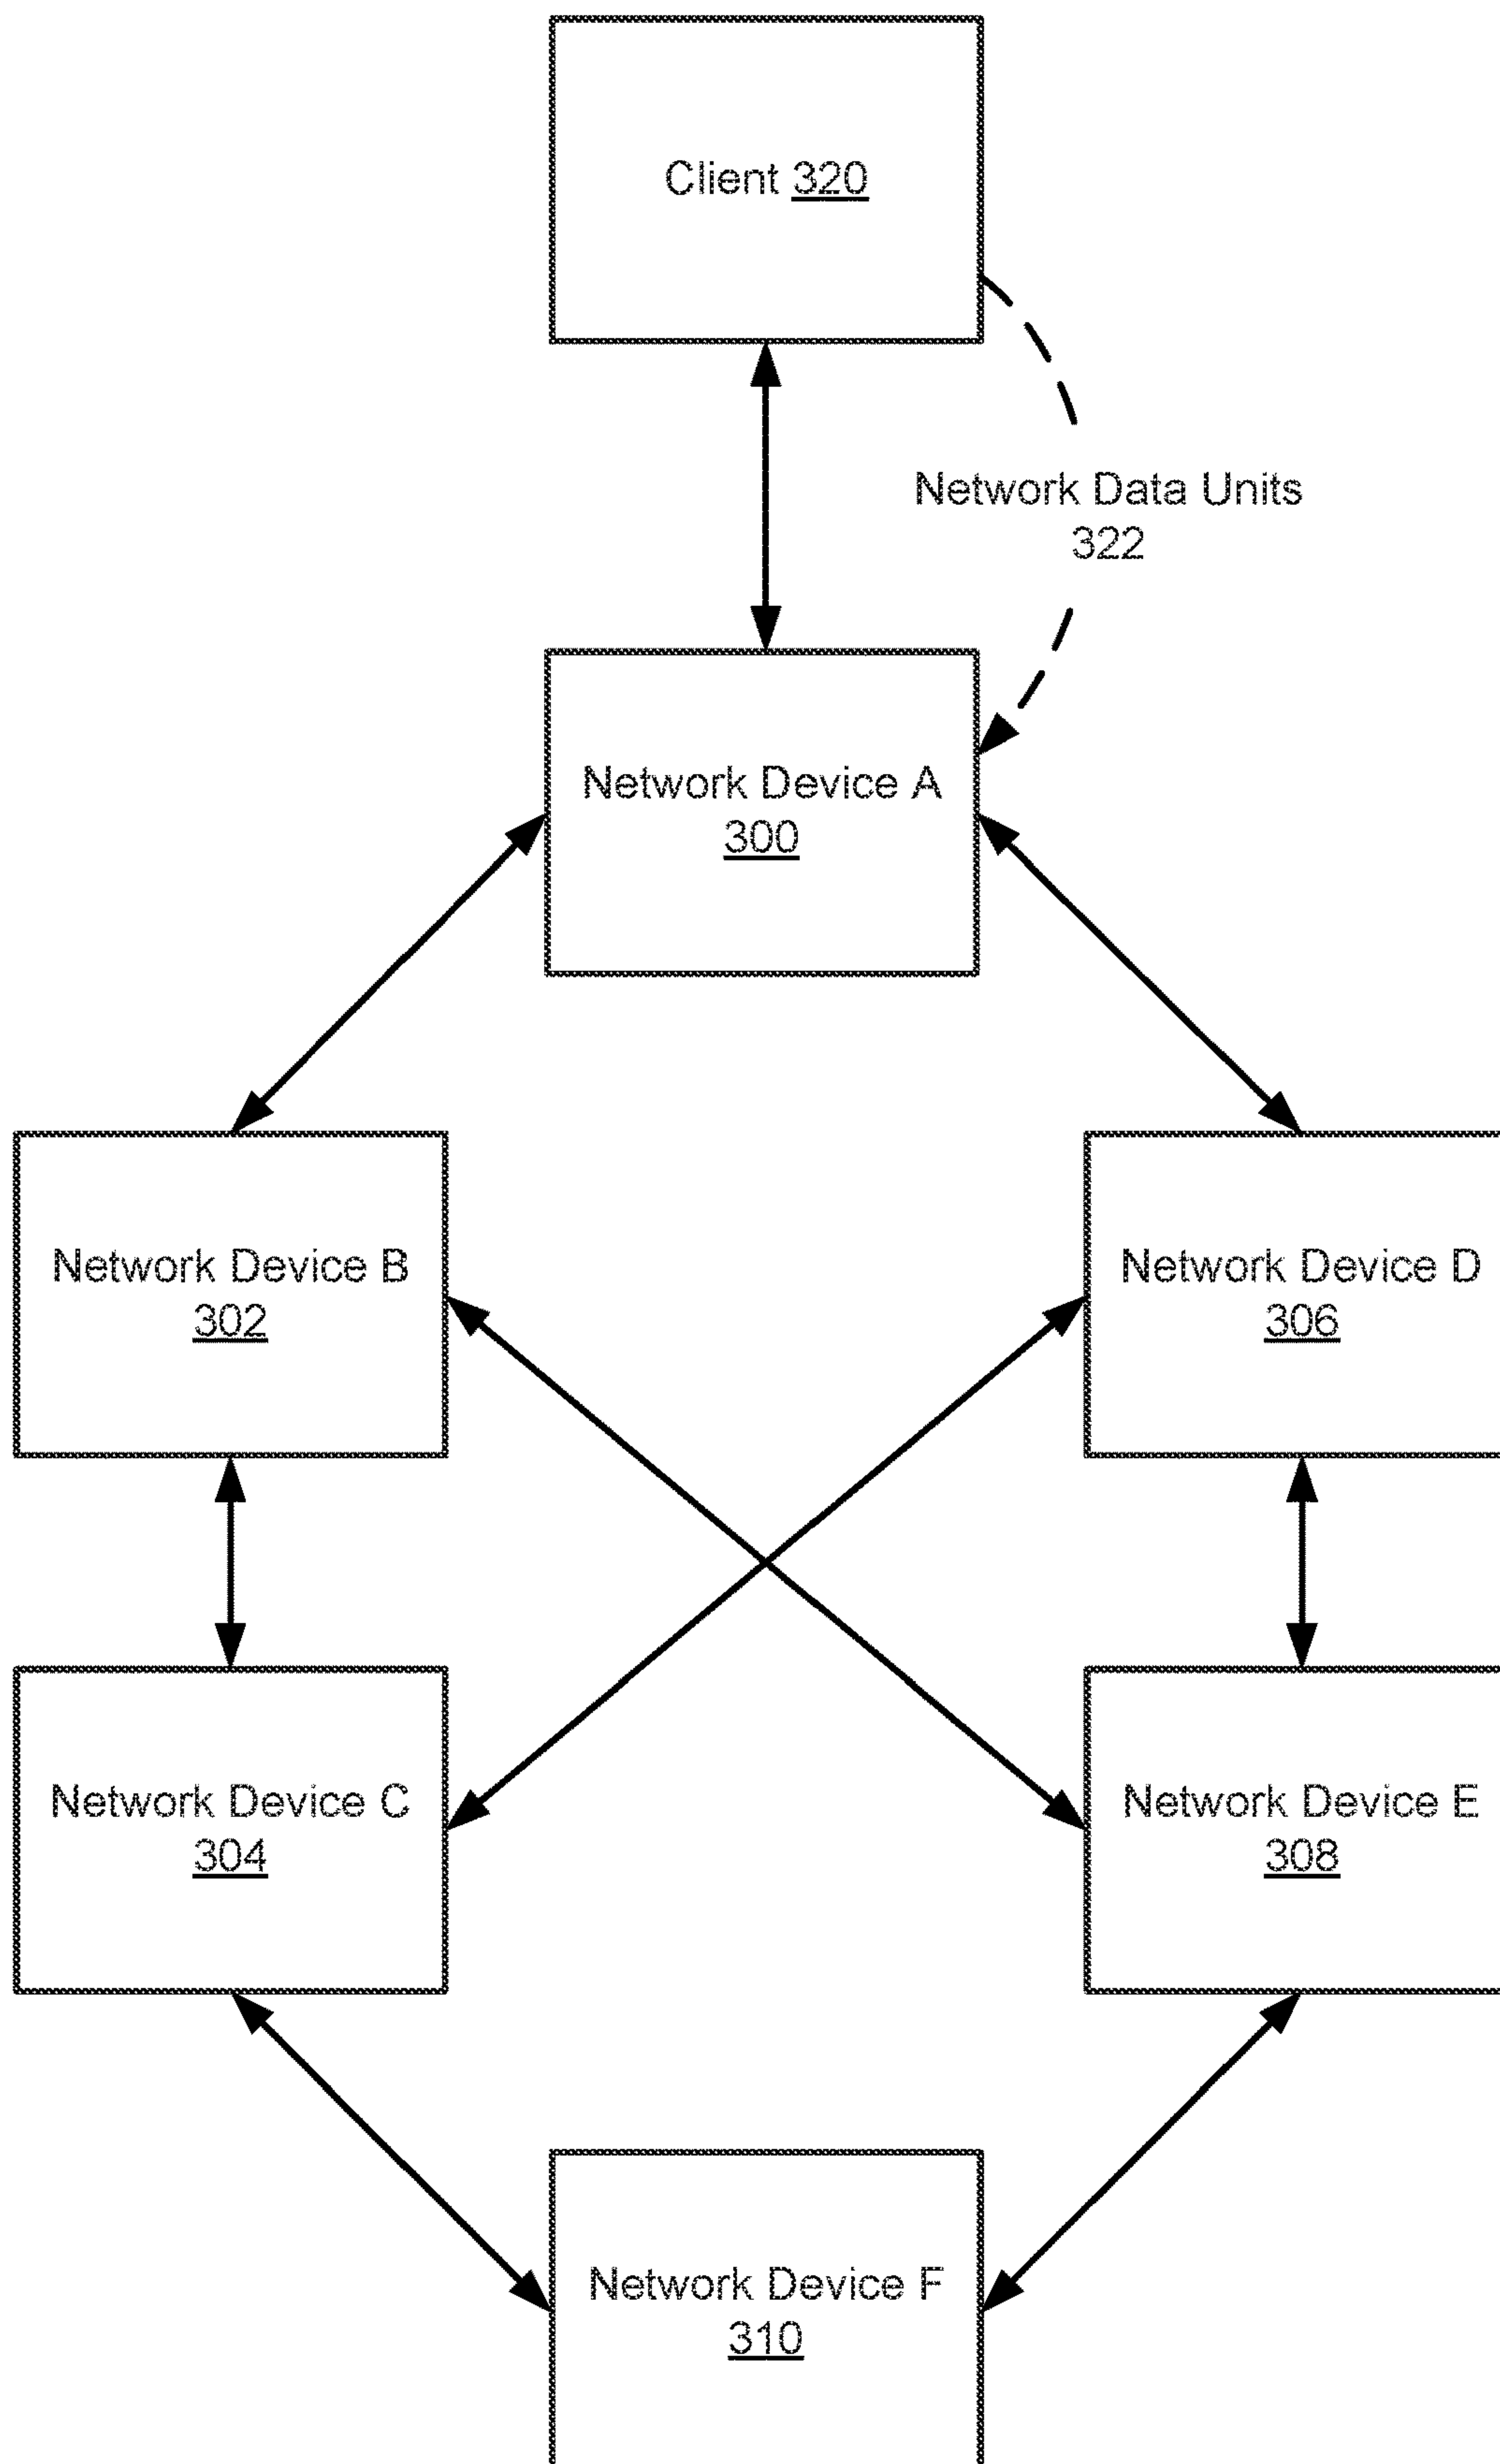 Client 320
Network Data Units
322
Network Device A
300
Network Device B
302
Network Device D
306
Network Device C
304
Network Device E
308
Network Device F
310